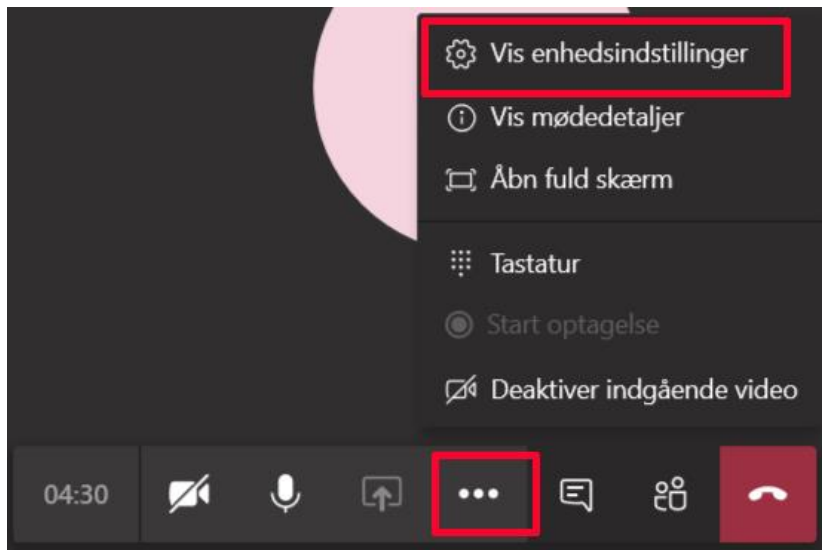 Vis enhedsindstillinger
Vis mødedetaljer
Åbn fuld skærm
Tastatur
Start optagelse
Deaktiver indgående video
04:30